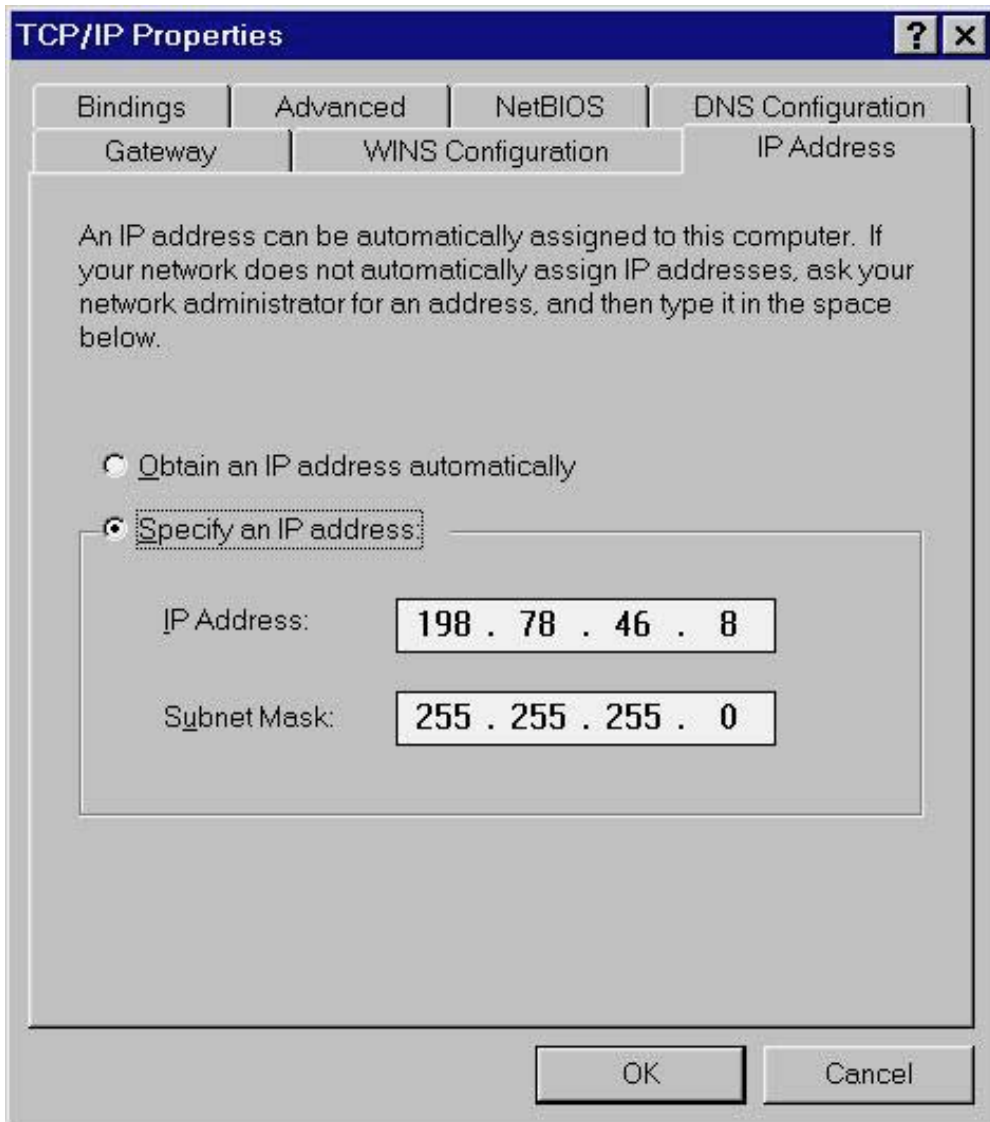 TCP/IP Properties
Bindings
Advanced
NetBIOS
DNS Configuration
Gateway
WINS Configuration
IP Address
An IP address can be automatically assigned to this computer. If
your network does not automatically assign IP addresses, ask your
network administrator for an address, and then type it in the space
below.
Obtain an IP address automatically
Specify an IP address:
IP Address: 198 . 78 . 46 . 8
Subnet Mask: 255 . 255 . 255 . 0
OK
Cancel